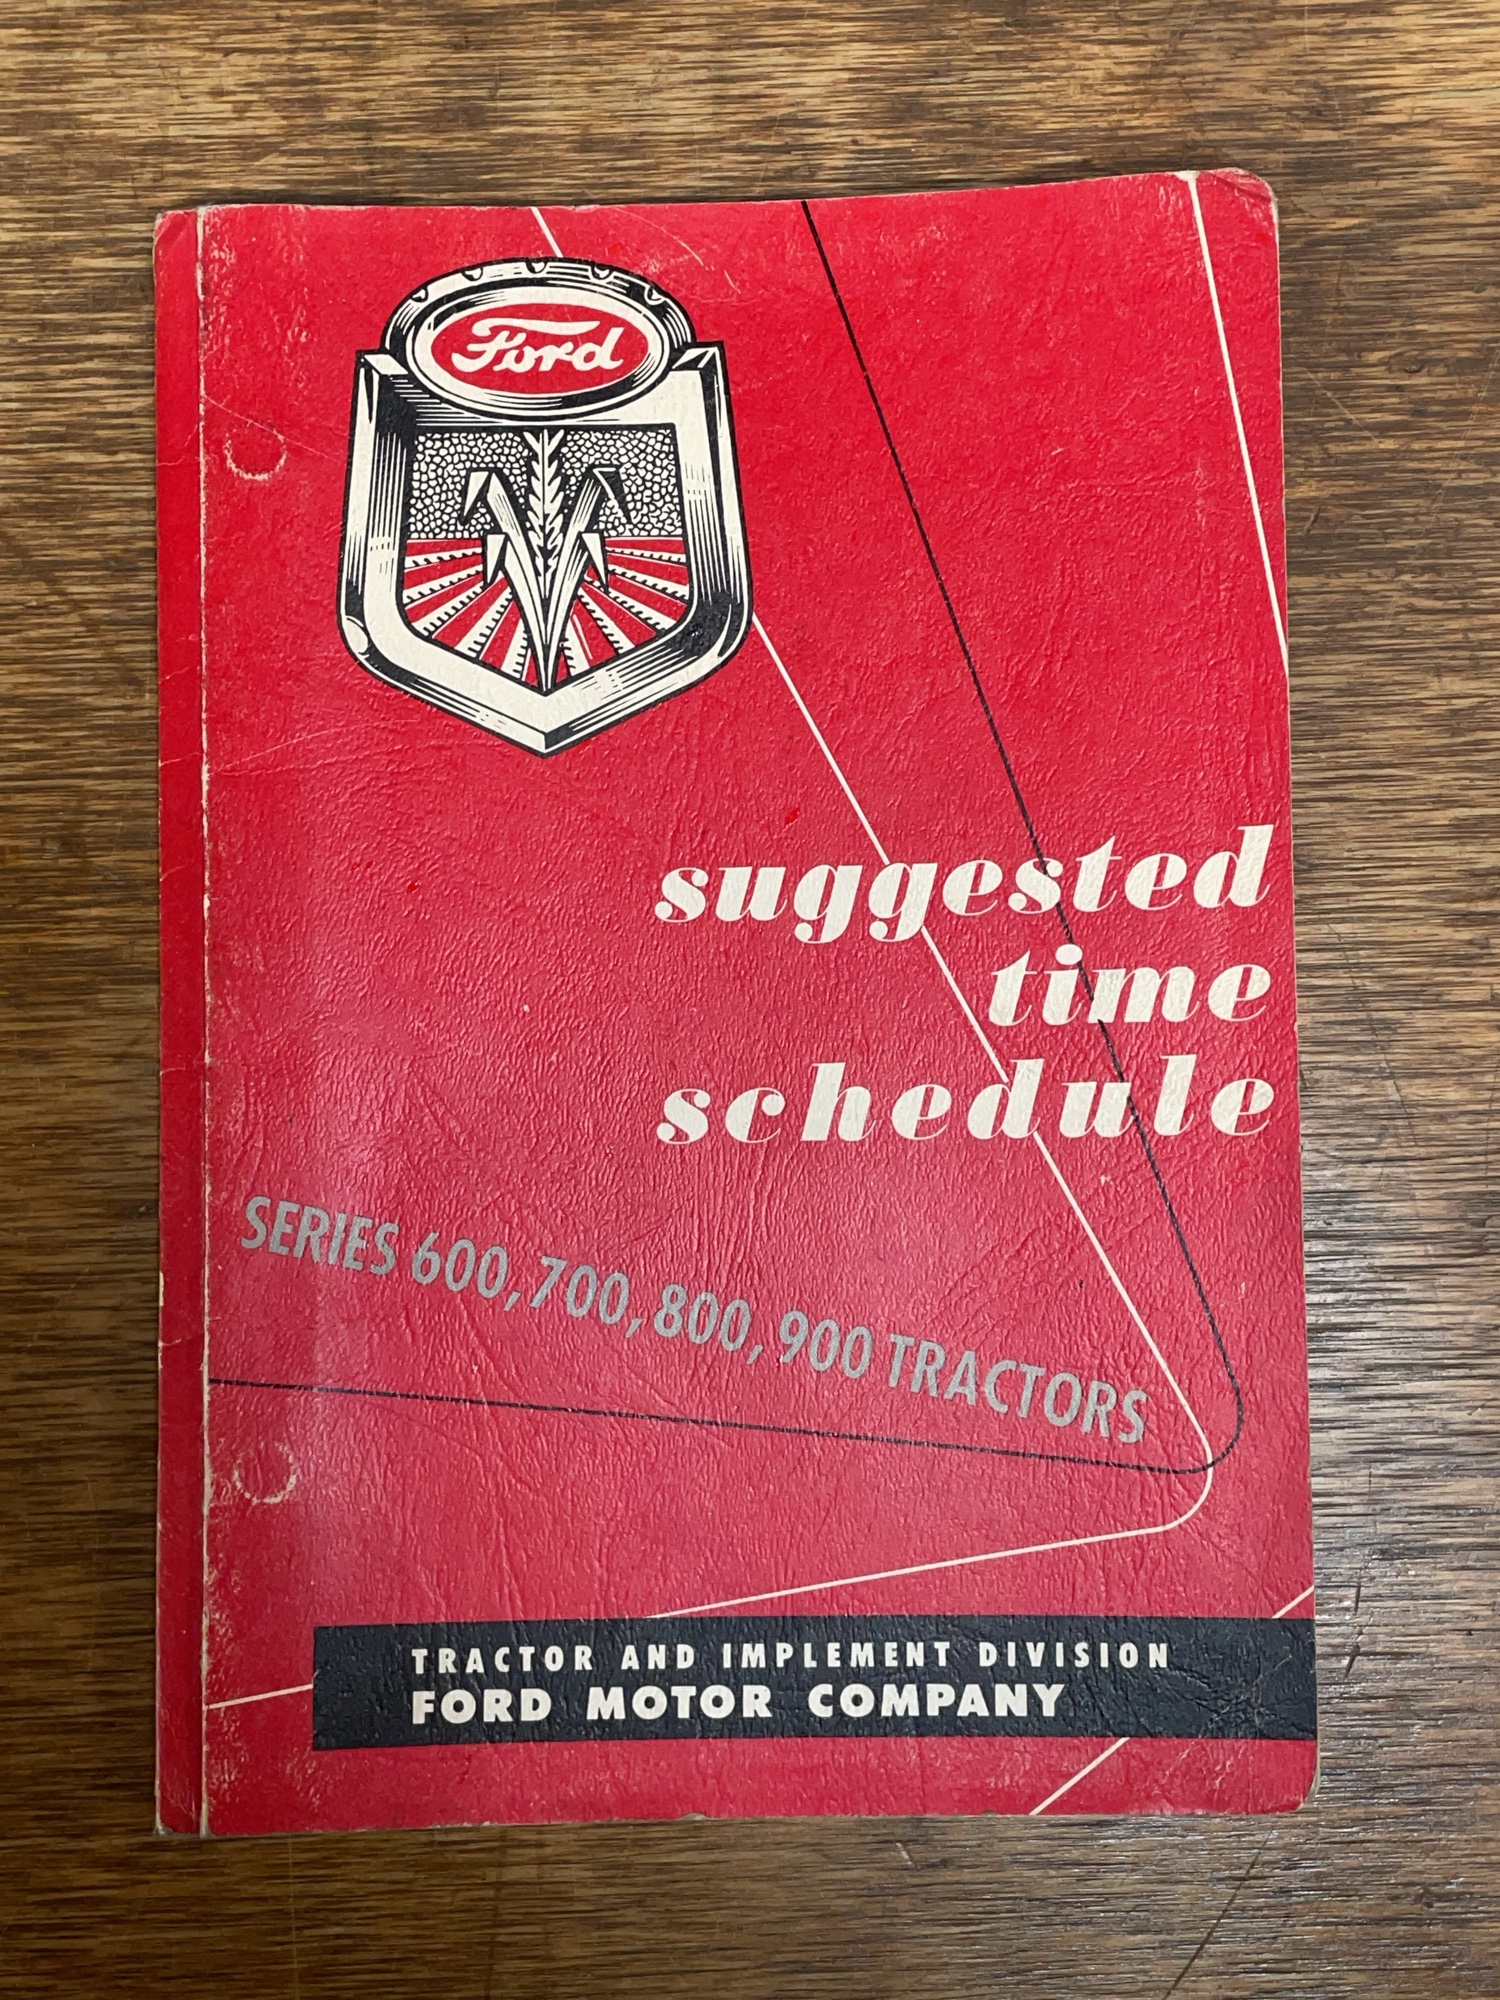 Ford
suggested
time
schedule
SERIES 600, 700, 800, 900 TRACTORS
TRACTOR AND IMPLEMENT DIVISION
FORD MOTOR COMPANY